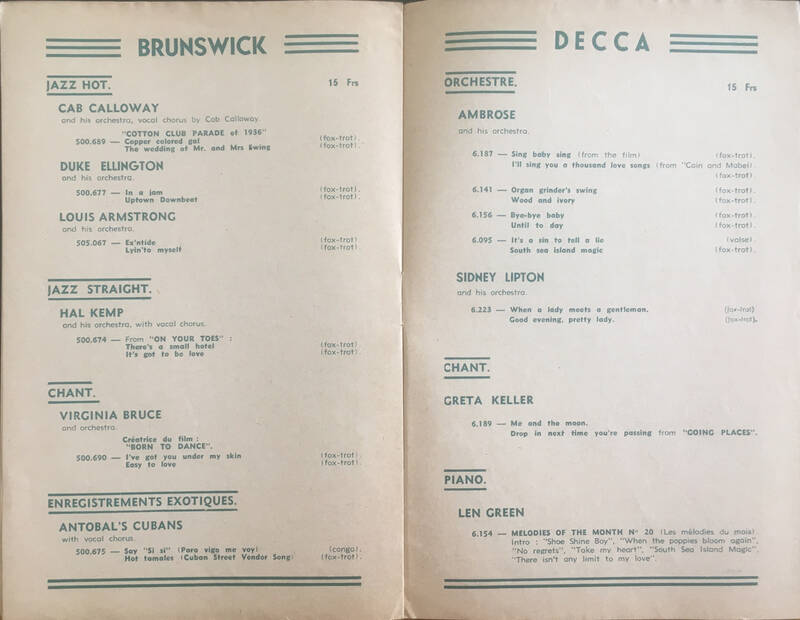 BRUNSWICK
JAZZ HOT.
15 Frs
CAB CALLOWAY
and his orchestra, vocal chorus by Cab Calloway.
"COTTON CLUB PARADE of 1936"
500.689 — Copper colored gal (fox-trot).
The wedding of Mr. and Mrs Swing (fox-trot).
DUKE ELLINGTON
and his orchestra.
500.677 — In a jam (fox-trot).
Uptown Downbeat (fox-trot).
LOUIS ARMSTRONG
and his orchestra.
505.067 — Ev'ntide (fox-trot)
Lyin'to myself (fox-trot).
JAZZ STRAIGHT.
HAL KEMP
and his orchestra, with vocal chorus.
500.674 — From "ON YOUR TOES" :
There's a small hotel (fox-trot)
It's got to be love (fox-trot).
CHANT.
VIRGINIA BRUCE
and orchestra.
Créatrice du film :
"BORN TO DANCE".
500.690 — I've got you under my skin (fox-trot).
Easy to love (fox-trot).
ENREGISTREMENTS EXOTIQUES.
ANTOBAL'S CUBANS
with vocal chorus.
500.675 — Say "Si si" (Para vigo me voy) (conga).
Hot tamales (Cuban Street Vendor Song) (fox-trot).
DECCA
ORCHESTRE.
15 Frs
AMBROSE
and his orchestra.
6.187 — Sing baby sing (from the film) (fox-trot).
I'll sing you a thousand love songs (from "Cain and Mabel).
(fox-trot).
6.141 — Organ grinder's swing (fox-trot).
Wood and ivory (fox-trot).
6.156 — Bye-bye baby (fox-trot).
Until to day (fox-trot).
6.095 — It's a sin to tell a lie (valse).
South sea island magic (fox-trot).
SIDNEY LIPTON
and his orchestra.
6.223 — When a lady meets a gentleman. (fox-trot)
Good evening, pretty lady. (fox-trot).
CHANT.
GRETA KELLER
6.189 — Me and the moon.
Drop in next time you're passing from "GOING PLACES".
PIANO.
LEN GREEN
6.154 — MELODIES OF THE MONTH Nº 20 (Les mélodies du mois)
Intro : "Shoe Shine Boy", "When the poppies bloom again",
"No regrets", "Take my heart", "South Sea Island Magic",
"There isn't any limit to my love".